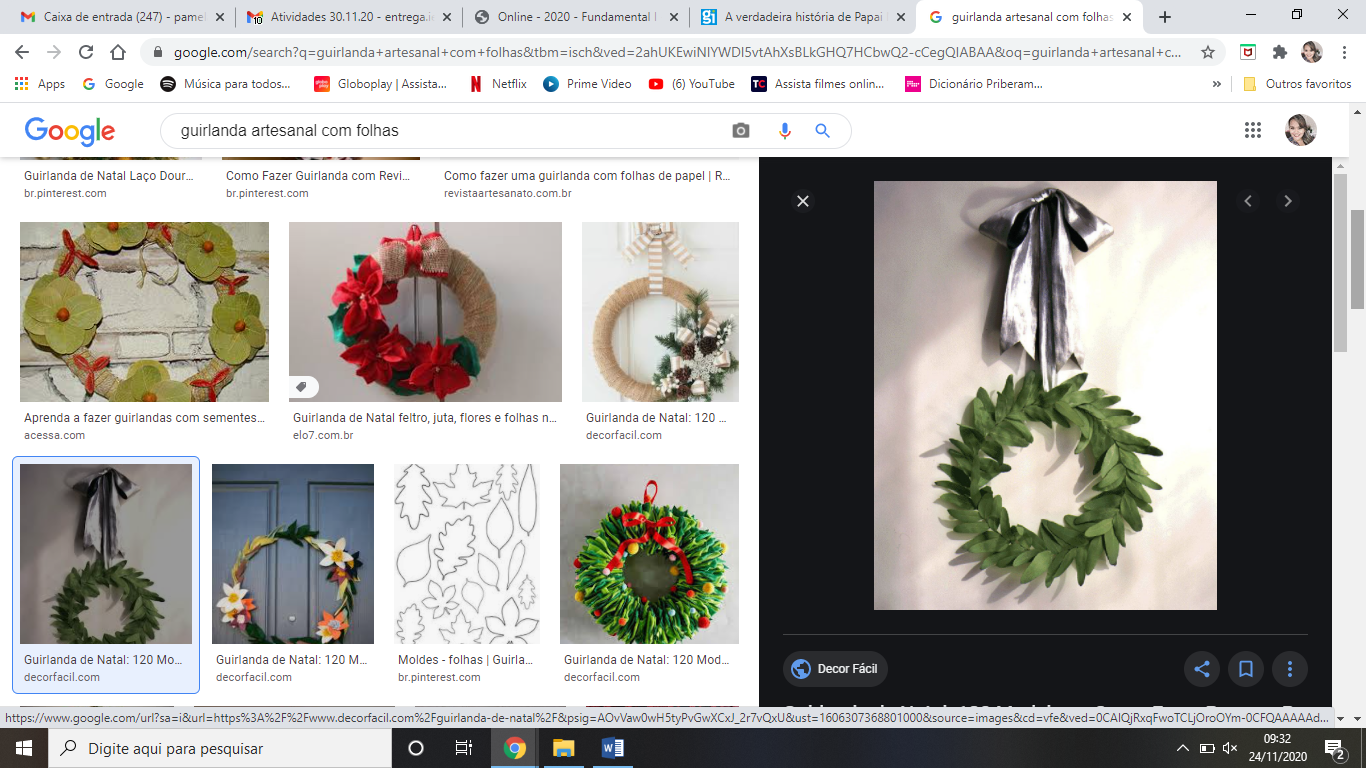 Caixa de entrada (247) - pamel
Atividades 30.11.20 - entrega.
Online - 2020 - Fundamental
A verdadeira história de Papai
guirlanda artesanal com folhas
google.com/search?q=guirlanda+artesanal+com+folhas&tbm=isch&ved=2ahUKEwiNlYWDl5vtAhXsBLkGHQ7HCbwQ2-cCegQIABAA&oq=guirlanda+artesanal+c...
Apps
Google
Música para todos...
Globoplay | Assista...
Netflix
Prime Video
(6) YouTube
Assista filmes onlin...
Dicionário Priberam...
»
Outros favoritos
Google
guirlanda artesanal com folhas
Guirlanda de Natal Laço Dour...
br.pinterest.com
Como Fazer Guirlanda com Revi...
br.pinterest.com
Como fazer uma guirlanda com folhas de papel | R...
revistaartesanato.com.br
Aprenda a fazer guirlandas com sementes...
acessa.com
Guirlanda de Natal feltro, juta, flores e folhas n...
elo7.com.br
Guirlanda de Natal: 120 ...
decorfacil.com
Guirlanda de Natal: 120 Mo...
decorfacil.com
Guirlanda de Natal: 120 M...
decorfacil.com
Moldes - folhas | Guirla...
br.pinterest.com
Guirlanda de Natal: 120 Mod...
decorfacil.com
Decor Fácil
https://www.google.com/url?sa=i&url=https%3A%2F%2Fwww.decorfacil.com%2Fguirlanda-de-natal%2F&psig=AOvVaw0wH5tyPvGwXCxJ_2r7vQxU&ust=1606307368801000&source=images&cd=vfe&ved=0CAIQjRxqFwoTCLjOroOYm-0CFQAAAAAd...
Digite aqui para pesquisar
09:32
24/11/2020
2